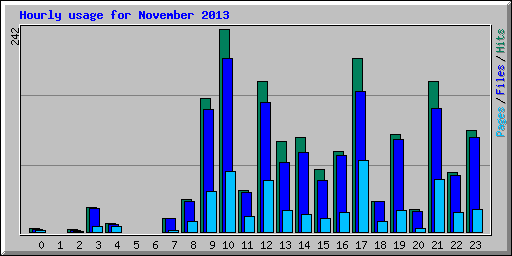 Hourly usage for November 2013
242
Pages / Files / Hits
0 1 2 3 4 5 6 7 8 9 10 11 12 13 14 15 16 17 18 19 20 21 22 23